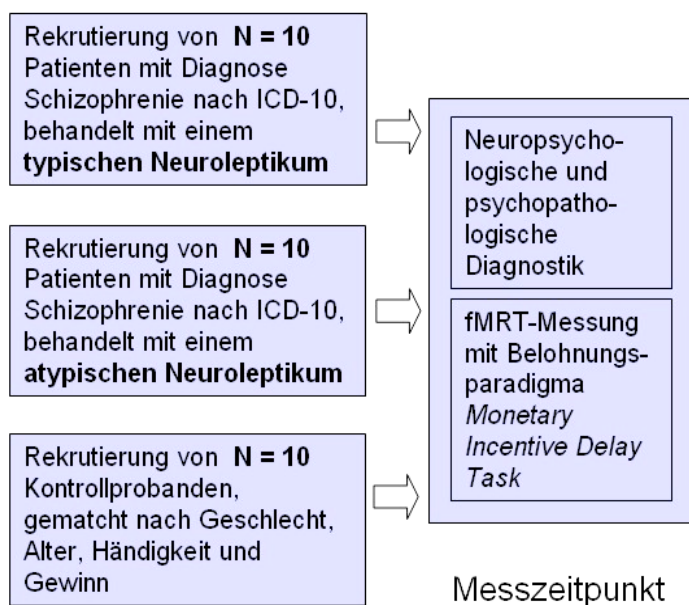 Rekrutierung von N = 10
Patienten mit Diagnose
Schizophrenie nach ICD-10,
behandelt mit einem
typischen Neuroleptikum
Rekrutierung von N = 10
Patienten mit Diagnose
Schizophrenie nach ICD-10,
behandelt mit einem
atypischen Neuroleptikum
Rekrutierung von N = 10
Kontrollprobanden,
gematcht nach Geschlecht,
Alter, Händigkeit und
Gewinn
Neuropsycho-
logische und
psychopatho-
logische
Diagnostik
fMRT-Messung
mit Belohnungs-
paradigma
Monetary
Incentive Delay
Task
Messzeitpunkt